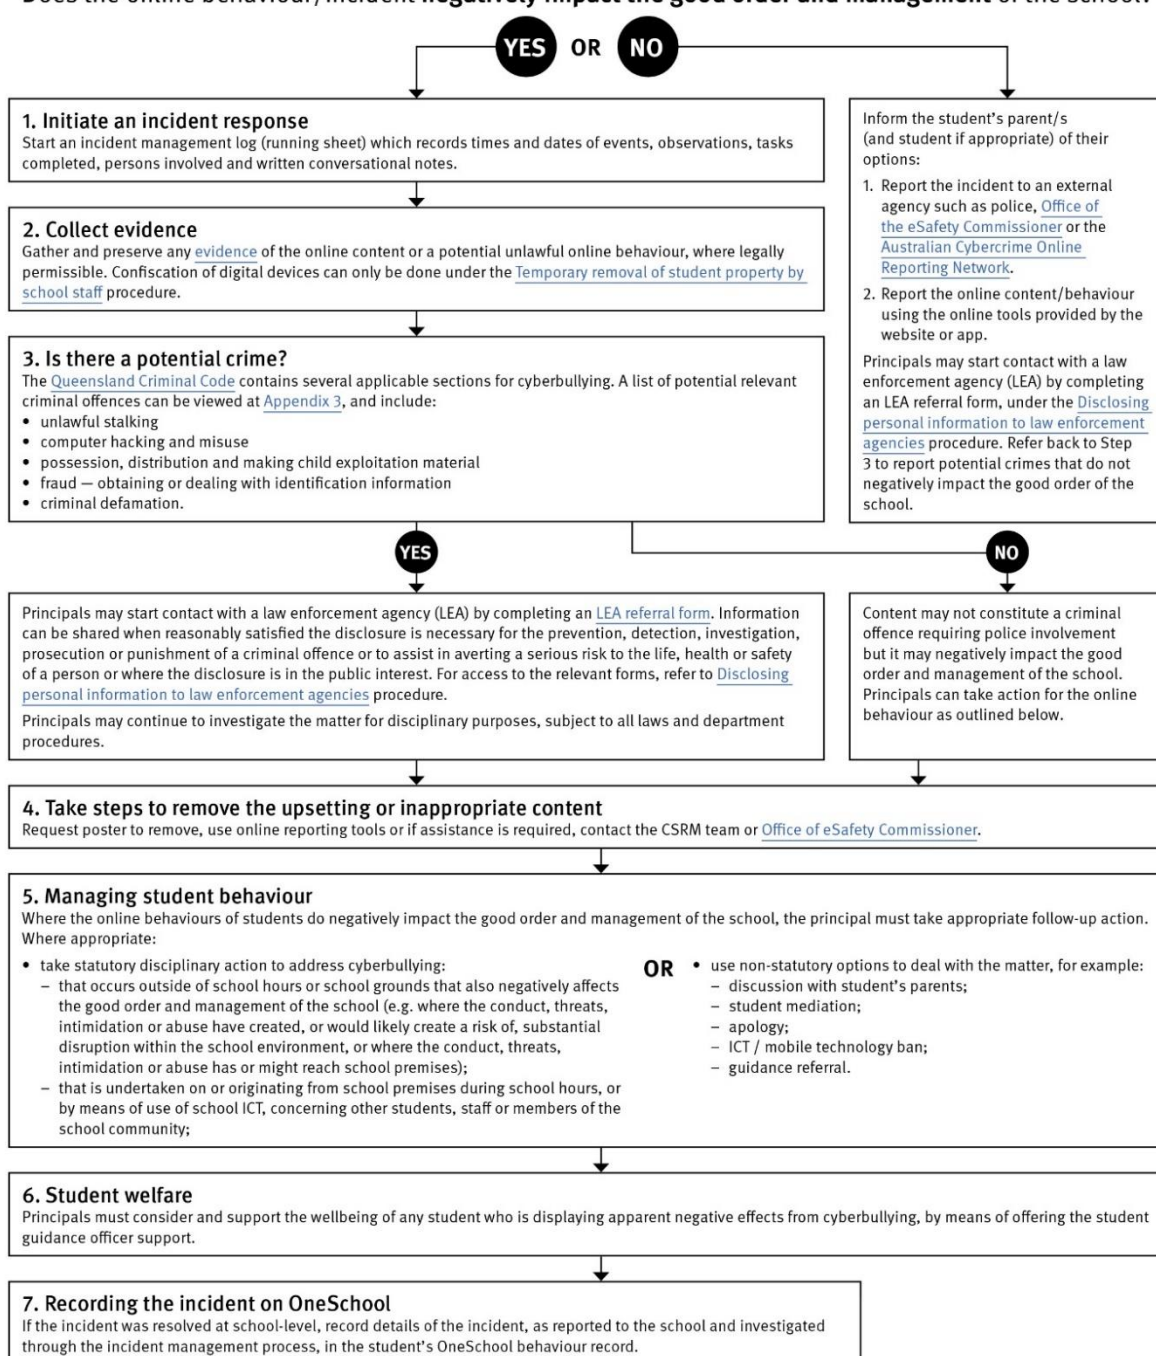 Does the online behaviour/incident negatively impact the good order and management of the school?
YES OR NO
1. Initiate an incident response
Start an incident management log (running sheet) which records times and dates of events, observations, tasks
completed, persons involved and written conversational notes.
2. Collect evidence
Gather and preserve any evidence of the online content or a potential unlawful online behaviour, where legally
permissible. Confiscation of digital devices can only be done under the Temporary removal of student property by
school staff procedure.
3. Is there a potential crime?
The Queensland Criminal Code contains several applicable sections for cyberbullying. A list of potential relevant
criminal offences can be viewed at Appendix 3, and include:
• unlawful stalking
• computer hacking and misuse
• possession, distribution and making child exploitation material
• fraud — obtaining or dealing with identification information
• criminal defamation.
Inform the student's parent/s
(and student if appropriate) of their
options:
1. Report the incident to an external
agency such as police, Office of
the eSafety Commissioner or the
Australian Cybercrime Online
Reporting Network.
2. Report the online content/behaviour
using the online tools provided by the
website or app.
Principals may start contact with a law
enforcement agency (LEA) by completing
an LEA referral form, under the Disclosing
personal information to law enforcement
agencies procedure. Refer back to Step
3 to report potential crimes that do not
negatively impact the good order of the
school.
YES
NO
Principals may start contact with a law enforcement agency (LEA) by completing an LEA referral form. Information
can be shared when reasonably satisfied the disclosure is necessary for the prevention, detection, investigation,
prosecution or punishment of a criminal offence or to assist in averting a serious risk to the life, health or safety
of a person or where the disclosure is in the public interest. For access to the relevant forms, refer to Disclosing
personal information to law enforcement agencies procedure.
Principals may continue to investigate the matter for disciplinary purposes, subject to all laws and department
procedures.
Content may not constitute a criminal
offence requiring police involvement
but it may negatively impact the good
order and management of the school.
Principals can take action for the online
behaviour as outlined below.
4. Take steps to remove the upsetting or inappropriate content
Request poster to remove, use online reporting tools or if assistance is required, contact the CSRM team or Office of eSafety Commissioner.
5. Managing student behaviour
Where the online behaviours of students do negatively impact the good order and management of the school, the principal must take appropriate follow-up action.
Where appropriate:
• take statutory disciplinary action to address cyberbullying:
– that occurs outside of school hours or school grounds that also negatively affects
the good order and management of the school (e.g. where the conduct, threats,
intimidation or abuse have created, or would likely create a risk of, substantial
disruption within the school environment, or where the conduct, threats,
intimidation or abuse has or might reach school premises);
– that is undertaken on or originating from school premises during school hours, or
by means of use of school ICT, concerning other students, staff or members of the
school community;
OR
• use non-statutory options to deal with the matter, for example:
– discussion with student's parents;
– student mediation;
– apology;
– ICT / mobile technology ban;
– guidance referral.
6. Student welfare
Principals must consider and support the wellbeing of any student who is displaying apparent negative effects from cyberbullying, by means of offering the student
guidance officer support.
7. Recording the incident on OneSchool
If the incident was resolved at school-level, record details of the incident, as reported to the school and investigated
through the incident management process, in the student's OneSchool behaviour record.